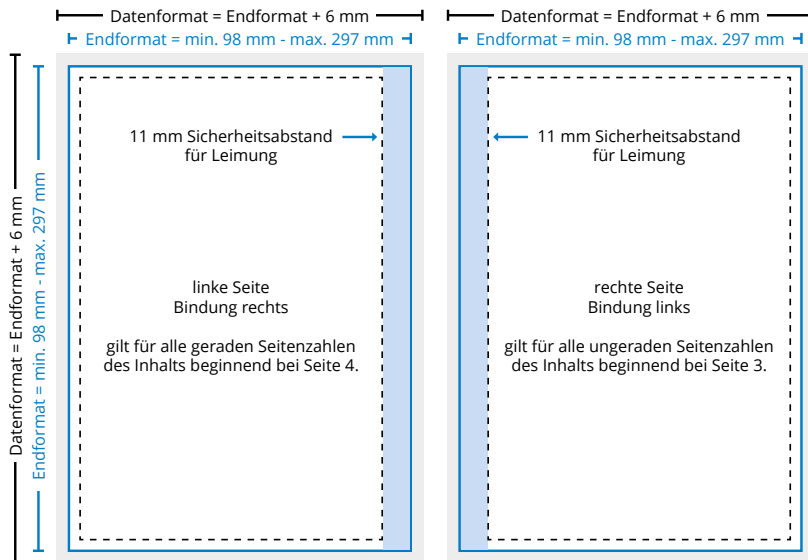 Datenformat = Endformat + 6 mm
Endformat = min. 98 mm - max. 297 mm
Datenformat = Endformat + 6 mm
Endformat = min. 98 mm - max. 297 mm
Datenformat = Endformat + 6 mm
Endformat = min. 98 mm - max. 297 mm
11 mm Sicherheitsabstand
für Leimung
linke Seite
Bindung rechts
gilt für alle geraden Seitenzahlen
des Inhalts beginnend bei Seite 4.
11 mm Sicherheitsabstand
für Leimung
rechte Seite
Bindung links
gilt für alle ungeraden Seitenzahlen
des Inhalts beginnend bei Seite 3.